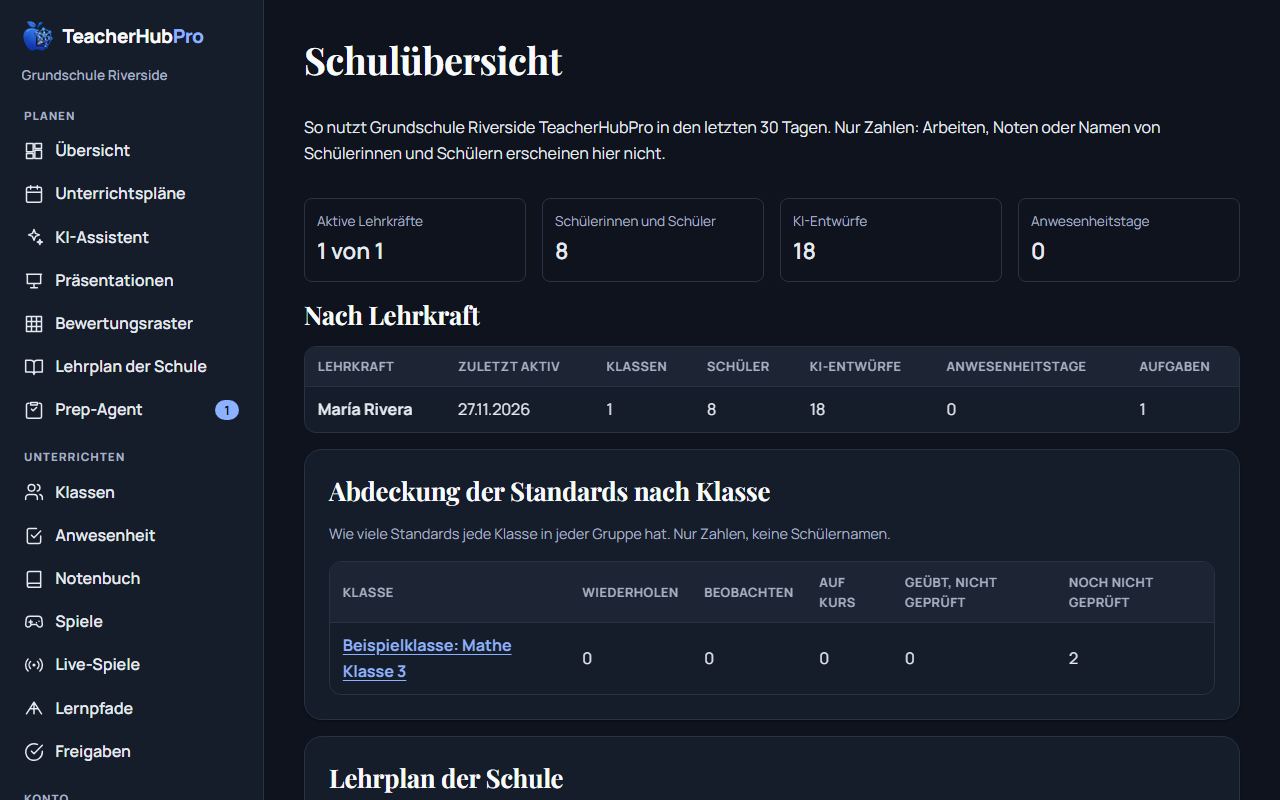 TeacherHubPro
Grundschule Riverside
PLANEN
Übersicht
Unterrichtspläne
KI-Assistent
Präsentationen
Bewertungsraster
Lehrplan der Schule
Prep-Agent 1
UNTERRICHTEN
Klassen
Anwesenheit
Notenbuch
Spiele
Live-Spiele
Lernpfade
Freigaben
KONTO
Schulübersicht
So nutzt Grundschule Riverside TeacherHubPro in den letzten 30 Tagen. Nur Zahlen: Arbeiten, Noten oder Namen von
Schülerinnen und Schülern erscheinen hier nicht.
Aktive Lehrkräfte
1 von 1
Schülerinnen und Schüler
8
KI-Entwürfe
18
Anwesenheitstage
0
Nach Lehrkraft
LEHRKRAFT ZULETZT AKTIV KLASSEN SCHÜLER KI-ENTWÜRFE ANWESENHEITSTAGE AUFGABEN
María Rivera 27.11.2026 1 8 18 0 1
Abdeckung der Standards nach Klasse
Wie viele Standards jede Klasse in jeder Gruppe hat. Nur Zahlen, keine Schülernamen.
KLASSE WIEDERHOLEN BEOBACHTEN AUF KURS GEÜBT, NICHT GEPRÜFT NOCH NICHT GEPRÜFT
Beispielklasse: Mathe
Klasse 3 0 0 0 0 2
Lehrplan der Schule